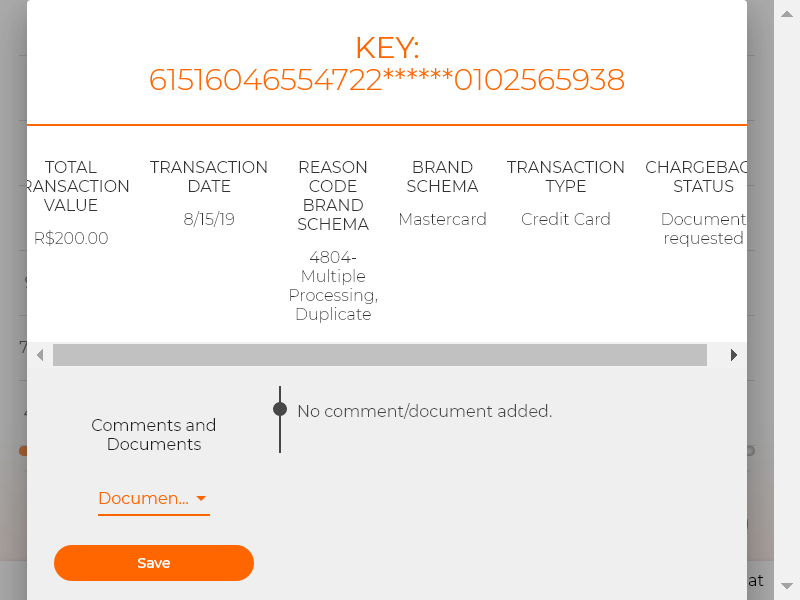 KEY:
61516046554722******0102565938
TOTAL
RANSACTION
VALUE
R$200.00
TRANSACTION
DATE
8/15/19
REASON
CODE
BRAND
SCHEMA
4804-
Multiple
Processing,
Duplicate
BRAND
SCHEMA
Mastercard
TRANSACTION
TYPE
Credit Card
CHARGEBAC
STATUS
Document
requested
Comments and
Documents
No comment/document added.
Documen...
Save
7
at